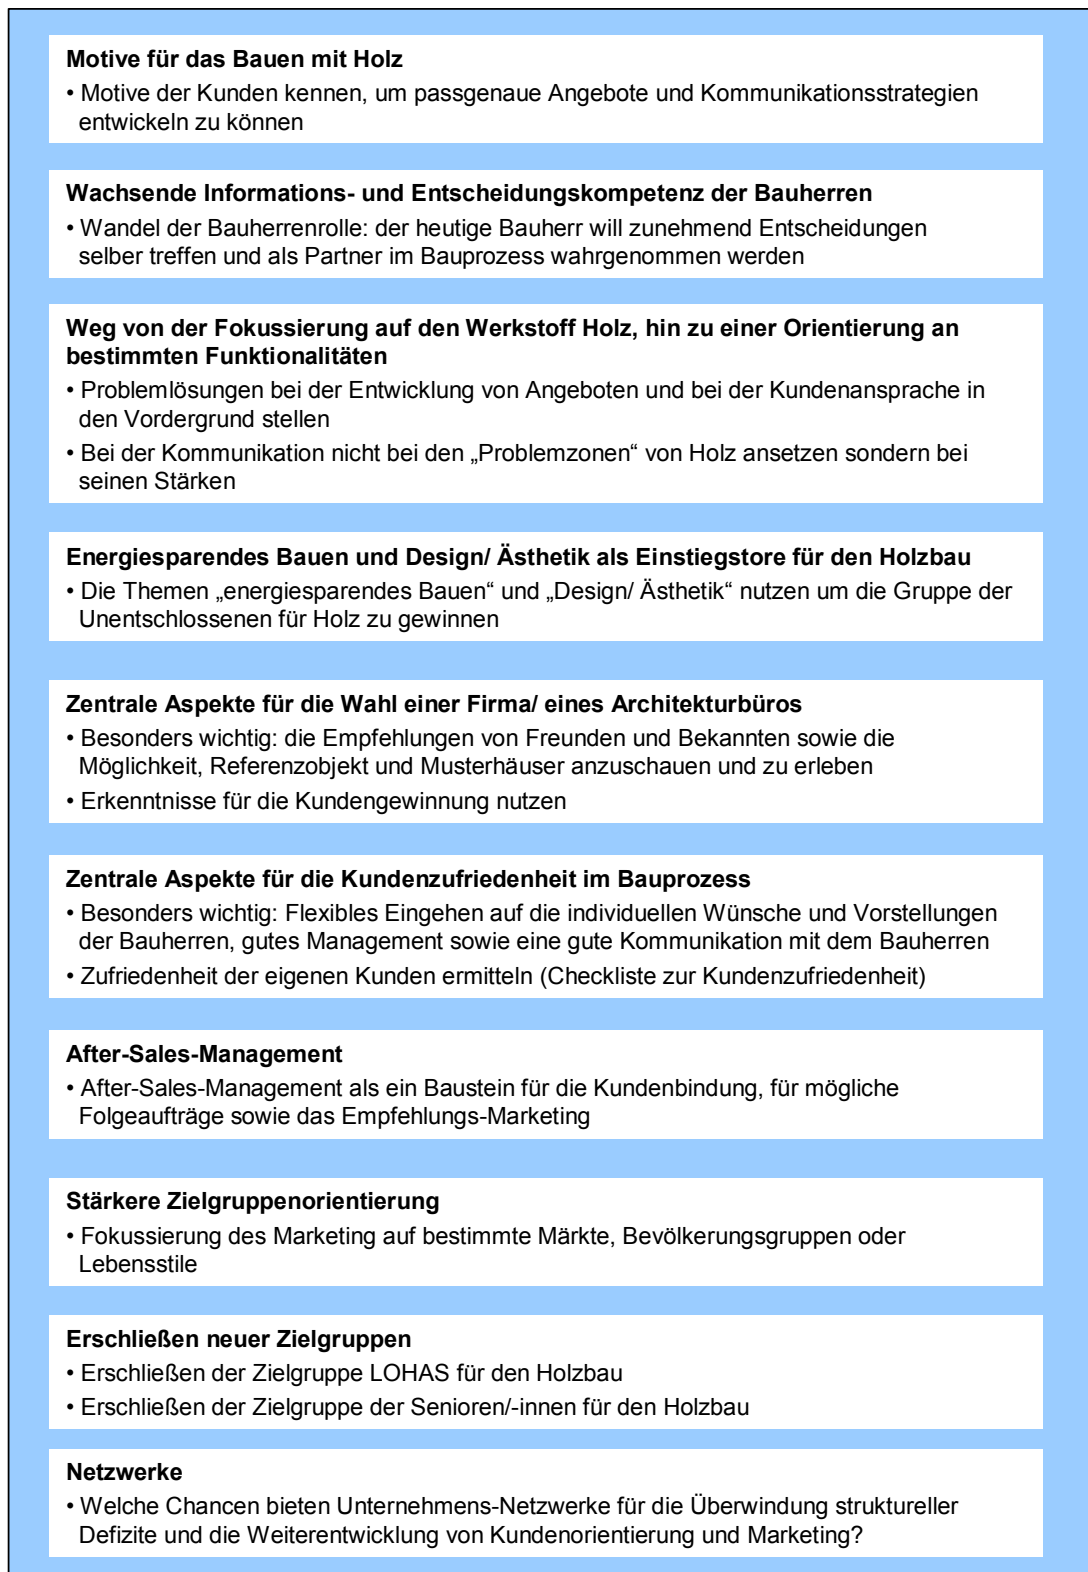 Motive für das Bauen mit Holz
• Motive der Kunden kennen, um passgenaue Angebote und Kommunikationsstrategien
entwickeln zu können
Wachsende Informations- und Entscheidungskompetenz der Bauherren
• Wandel der Bauherrenrolle: der heutige Bauherr will zunehmend Entscheidungen
selber treffen und als Partner im Bauprozess wahrgenommen werden
Weg von der Fokussierung auf den Werkstoff Holz, hin zu einer Orientierung an
bestimmten Funktionalitäten
• Problemlösungen bei der Entwicklung von Angeboten und bei der Kundenansprache in
den Vordergrund stellen
• Bei der Kommunikation nicht bei den „Problemzonen“ von Holz ansetzen sondern bei
seinen Stärken
Energiesparendes Bauen und Design/ Ästhetik als Einstiegstore für den Holzbau
• Die Themen „energiesparendes Bauen“ und „Design/ Ästhetik“ nutzen um die Gruppe der
Unentschlossenen für Holz zu gewinnen
Zentrale Aspekte für die Wahl einer Firma/ eines Architekturbüros
• Besonders wichtig: die Empfehlungen von Freunden und Bekannten sowie die
Möglichkeit, Referenzobjekt und Musterhäuser anzuschauen und zu erleben
• Erkenntnisse für die Kundengewinnung nutzen
Zentrale Aspekte für die Kundenzufriedenheit im Bauprozess
• Besonders wichtig: Flexibles Eingehen auf die individuellen Wünsche und Vorstellungen
der Bauherren, gutes Management sowie eine gute Kommunikation mit dem Bauherren
• Zufriedenheit der eigenen Kunden ermitteln (Checkliste zur Kundenzufriedenheit)
After-Sales-Management
• After-Sales-Management als ein Baustein für die Kundenbindung, für mögliche
Folgeaufträge sowie das Empfehlungs-Marketing
Stärkere Zielgruppenorientierung
• Fokussierung des Marketing auf bestimmte Märkte, Bevölkerungsgruppen oder
Lebensstile
Erschließen neuer Zielgruppen
• Erschließen der Zielgruppe LOHAS für den Holzbau
• Erschließen der Zielgruppe der Senioren/-innen für den Holzbau
Netzwerke
• Welche Chancen bieten Unternehmens-Netzwerke für die Überwindung struktureller
Defizite und die Weiterentwicklung von Kundenorientierung und Marketing?